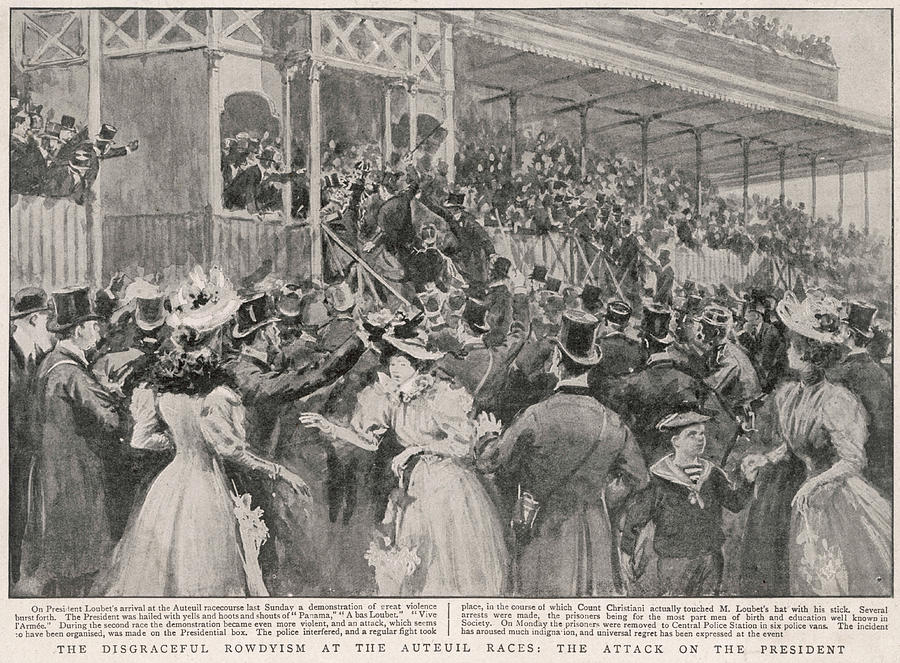 On President Loubet's arrival at the Auteuil racecourse last Sunday a demonstration of great violence
burst forth. The President was hailed with yells and hoots and shouts of "Panama," "A bas Loubet." "Vive
l'Armée." During the second race the demonstration became even more violent, and an attack, which seems
to have been organised, was made on the Presidential box. The police interfered, and a regular fight took
place, in the course of which Count Christiani actually touched M. Loubet's hat with his stick. Several
arrests were made, the prisoners being for the most part men of birth and education well known in
Society. On Monday the prisoners were removed to Central Police Station in six police vans. The incident
has aroused much indignation, and universal regret has been expressed at the event
THE DISGRACEFUL ROWDYISM AT THE AUTEUIL RACES: THE ATTACK ON THE PRESIDENT